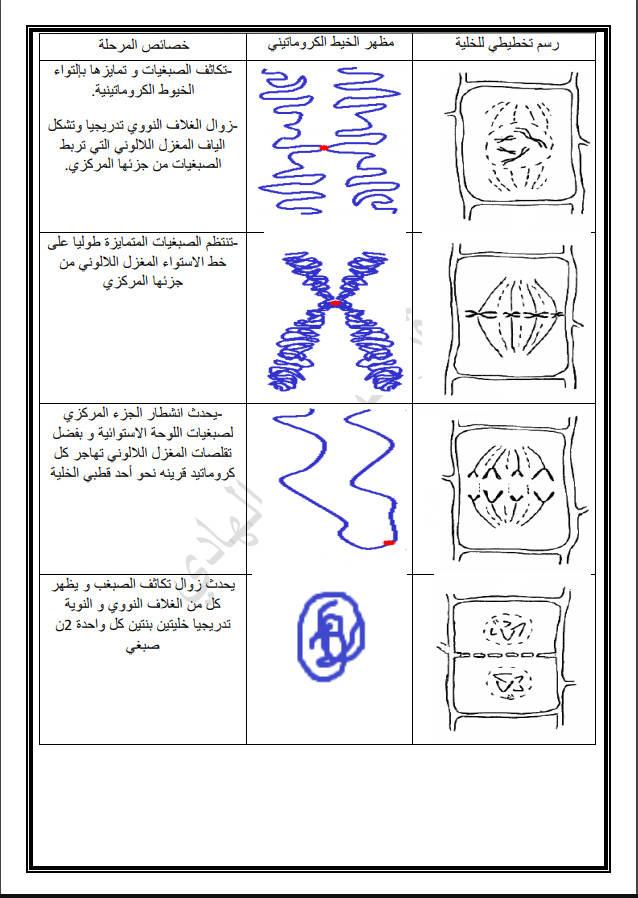 رسم تخطيطي للخلية
مظهر الخيط الكروماتيني
خصائص المرحلة
-تكاثف الصبغيات و تمايزها بإلتواء
الخيوط الكروماتينية.
-زوال الغلاف النووي تدريجيا وتشكل
الياف المغزل اللالوني التي تربط
الصبغيات من جزئها المركزي.
-تنتظم الصبغيات المتمايزة طوليا على
خط الاستواء المغزل اللالوني من
جزئها المركزي
-يحدث انشطار الجزء المركزي
لصبغيات اللوحة الاستوائية و بفضل
تقلصات المغزل اللالوني تهاجر كل
كروماتيد قرينه نحو أحد قطبي الخلية
يحدث زوال تكاثف الصبغب و يظهر
كل من الغلاف النووي و النوية
تدريجيا خليتين بنتين كل واحدة 2ن
صبغي
الهادي